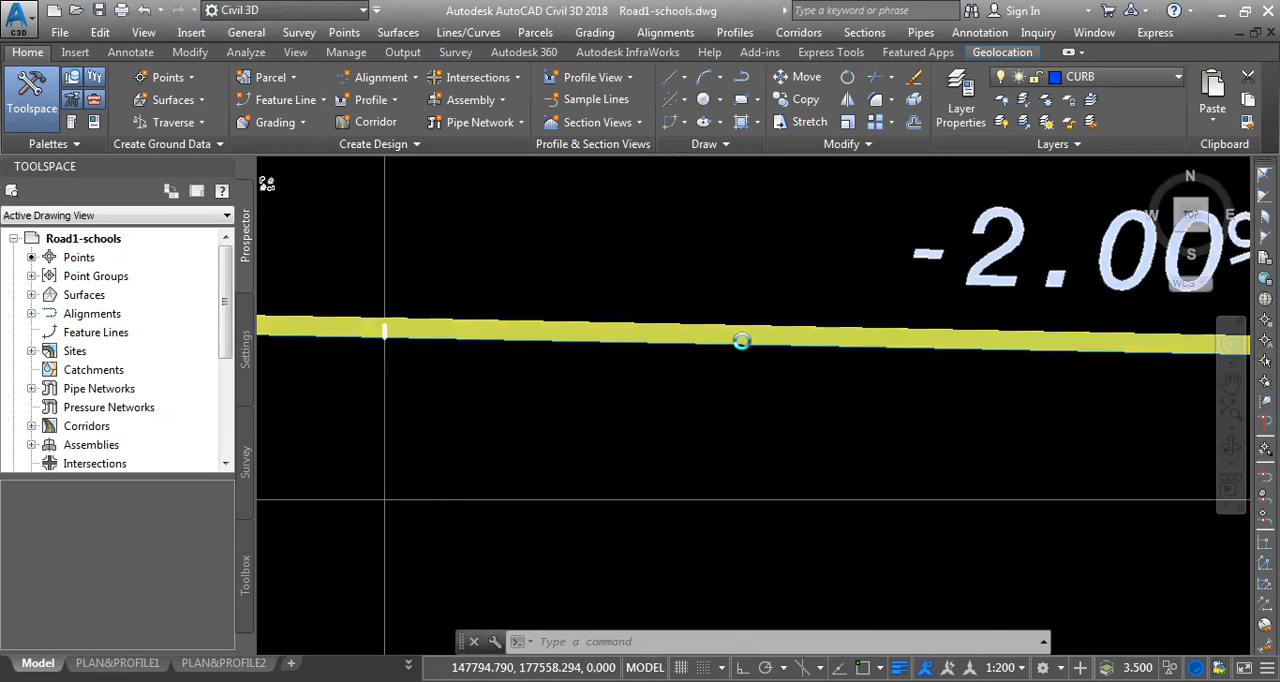 Civil 3D
Autodesk AutoCAD Civil 3D 2018 Road1-schools.dwg
Type a keyword or phrase
Sign In
C3D
File Edit View Insert General Survey Points Surfaces Lines/Curves Parcels Grading Alignments Profiles Corridors Sections Pipes Annotation Inquiry Window Express
Home Insert Annotate Modify Analyze View Manage Output Survey Autodesk 360 Autodesk InfraWorks Help Add-ins Express Tools Featured Apps Geolocation
Toolspace
Points
Surfaces
Traverse
Parcel
Feature Line
Grading
Alignment
Profile
Corridor
Intersections
Assembly
Pipe Network
Profile View
Sample Lines
Section Views
Move
Copy
Stretch
Layer
Properties
CURB
Paste
Palettes Create Ground Data Create Design Profile & Section Views Draw Modify Layers Clipboard
TOOLSPACE
Active Drawing View
Road1-schools
Points
Point Groups
Surfaces
Alignments
Feature Lines
Sites
Catchments
Pipe Networks
Pressure Networks
Corridors
Assemblies
Intersections
Prospector
Settings
Survey
Toolbox
-2.00%
N
W TOP E
S
WCS
Type a command
Model PLAN&PROFILE1 PLAN&PROFILE2
147794.790, 177558.294, 0.000 MODEL 1:200 3.500